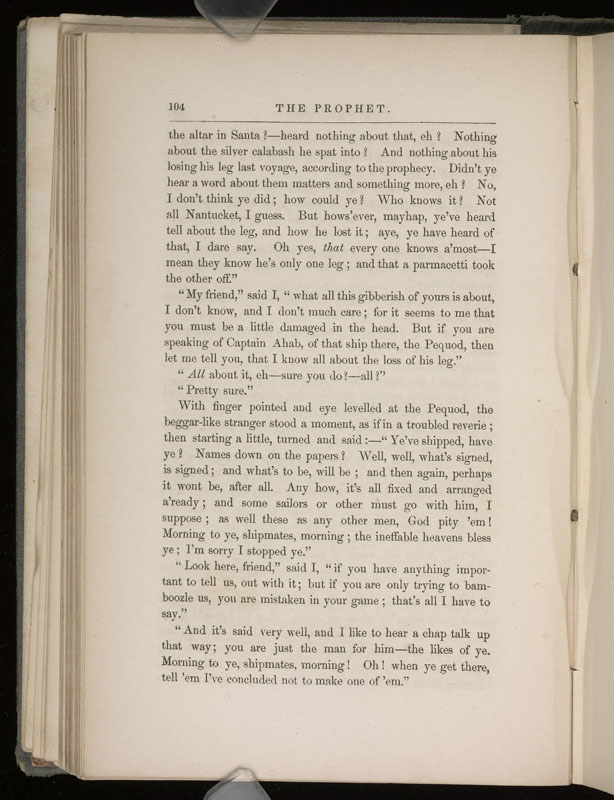 104 THE PROPHET.
the altar in Santa ?—heard nothing about that, eh ? Nothing
about the silver calabash he spat into ? And nothing about his
losing his leg last voyage, according to the prophecy. Didn't ye
hear a word about them matters and something more, eh ? No,
I don't think ye did ; how could ye ? Who knows it ? Not
all Nantucket, I guess. But hows'ever, mayhap, ye've heard
tell about the leg, and how he lost it ; aye, ye have heard of
that, I dare say. Oh yes, that every one knows a'most—I
mean they know he's only one leg ; and that a parmacetti took
the other off."
"My friend," said I, "what all this gibberish of yours is about,
I don't know, and I don't much care ; for it seems to me that
you must be a little damaged in the head. But if you are
speaking of Captain Ahab, of that ship there, the Pequod, then
let me tell you, that I know all about the loss of his leg."
"All about it, eh—sure you do ?—all ?"
"Pretty sure."
With finger pointed and eye levelled at the Pequod, the
beggar-like stranger stood a moment, as if in a troubled reverie ;
then starting a little, turned and said :—"Ye've shipped, have
ye ? Names down on the papers ? Well, well, what's signed,
is signed ; and what's to be, will be ; and then again, perhaps
it wont be, after all. Any how, it's all fixed and arranged
a'ready ; and some sailors or other must go with him, I
suppose ; as well these as any other men, God pity 'em !
Morning to ye, shipmates, morning ; the ineffable heavens bless
ye ; I'm sorry I stopped ye."
"Look here, friend," said I, "if you have anything impor-
tant to tell us, out with it ; but if you are only trying to bam-
boozle us, you are mistaken in your game ; that's all I have to
say."
"And it's said very well, and I like to hear a chap talk up
that way ; you are just the man for him—the likes of ye.
Morning to ye, shipmates, morning ! Oh ! when ye get there,
tell 'em I've concluded not to make one of 'em."